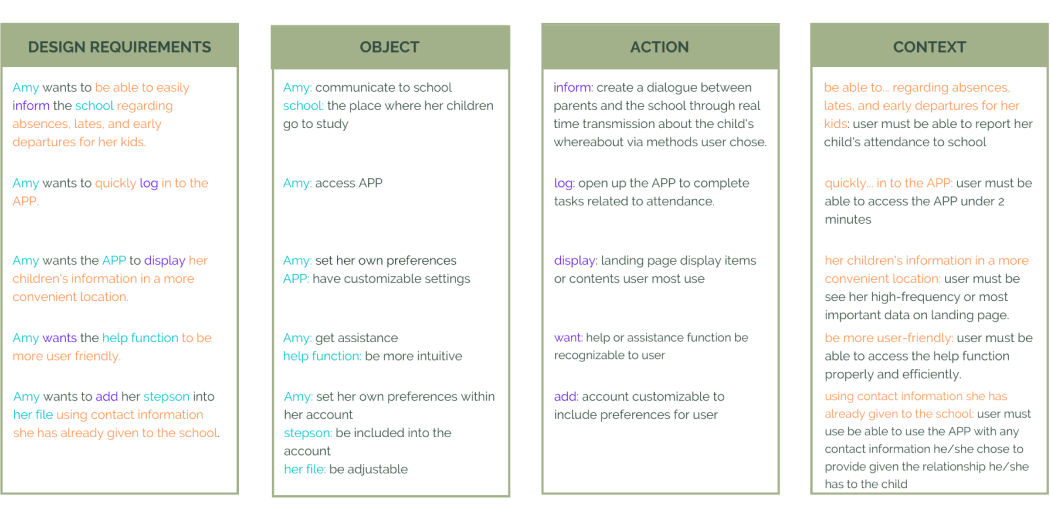 DESIGN REQUIREMENTS
Amy wants to be able to easily
inform the school regarding
absences, lates, and early
departures for her kids.
Amy wants to quickly log in to the
APP.
Amy wants the APP to display her
children's information in a more
convenient location.
Amy wants the help function to be
more user friendly.
Amy wants to add her stepson into
her file using contact information
she has already given to the school.
OBJECT
Amy: communicate to school
school: the place where her children
go to study
Amy: access APP
Amy: set her own preferences
APP: have customizable settings
Amy: get assistance
help function: be more intuitive
Amy: set her own preferences within
her account
stepson: be included into the
account
her file: be adjustable
ACTION
inform: create a dialogue between
parents and the school through real
time transmission about the child's
whereabout via methods user chose.
log: open up the APP to complete
tasks related to attendance.
display: landing page display items
or contents user most use
want: help or assistance function be
recognizable to user
add: account customizable to
include preferences for user
CONTEXT
be able to... regarding absences,
lates, and early departures for her
kids: user must be able to report her
child's attendance to school
quickly... in to the APP: user must be
able to access the APP under 2
minutes
her children's information in a more
convenient location: user must be
see her high-frequency or most
important data on landing page.
be more user-friendly: user must be
able to access the help function
properly and efficiently.
using contact information she has
already given to the school: user must
use be able to use the APP with any
contact information he/she chose to
provide given the relationship he/she
has to the child